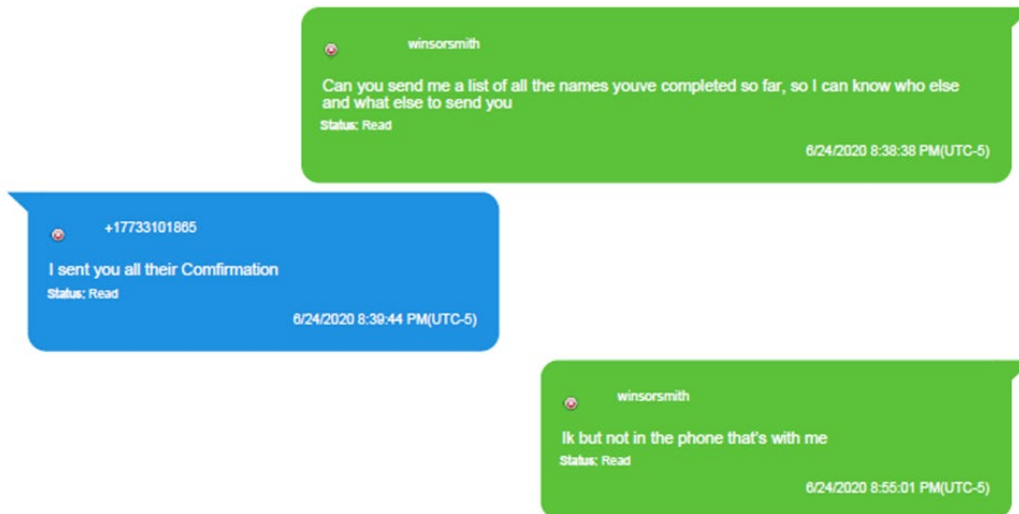 winsorsmith
Can you send me a list of all the names youve completed so far, so I can know who else
and what else to send you
Status: Read
6/24/2020 8:38:38 PM(UTC-5)
+17733101865
I sent you all their Comfirmation
Status: Read
6/24/2020 8:39:44 PM(UTC-5)
winsorsmith
Ik but not in the phone that's with me
Status: Read
6/24/2020 8:55:01 PM(UTC-5)